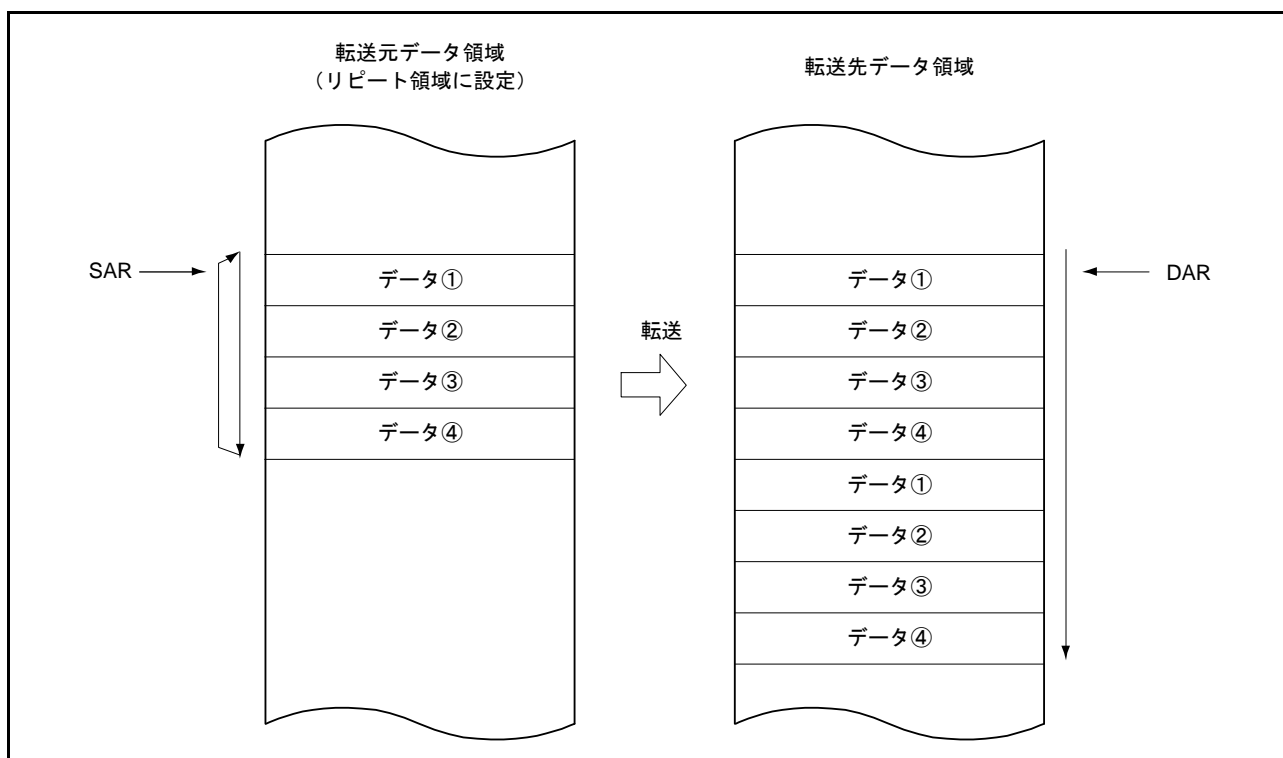 転送元データ領域
（リピート領域に設定）
転送先データ領域
SAR
データ①
データ②
データ③
データ④
転送
データ①
データ②
データ③
データ④
データ①
データ②
データ③
データ④
DAR